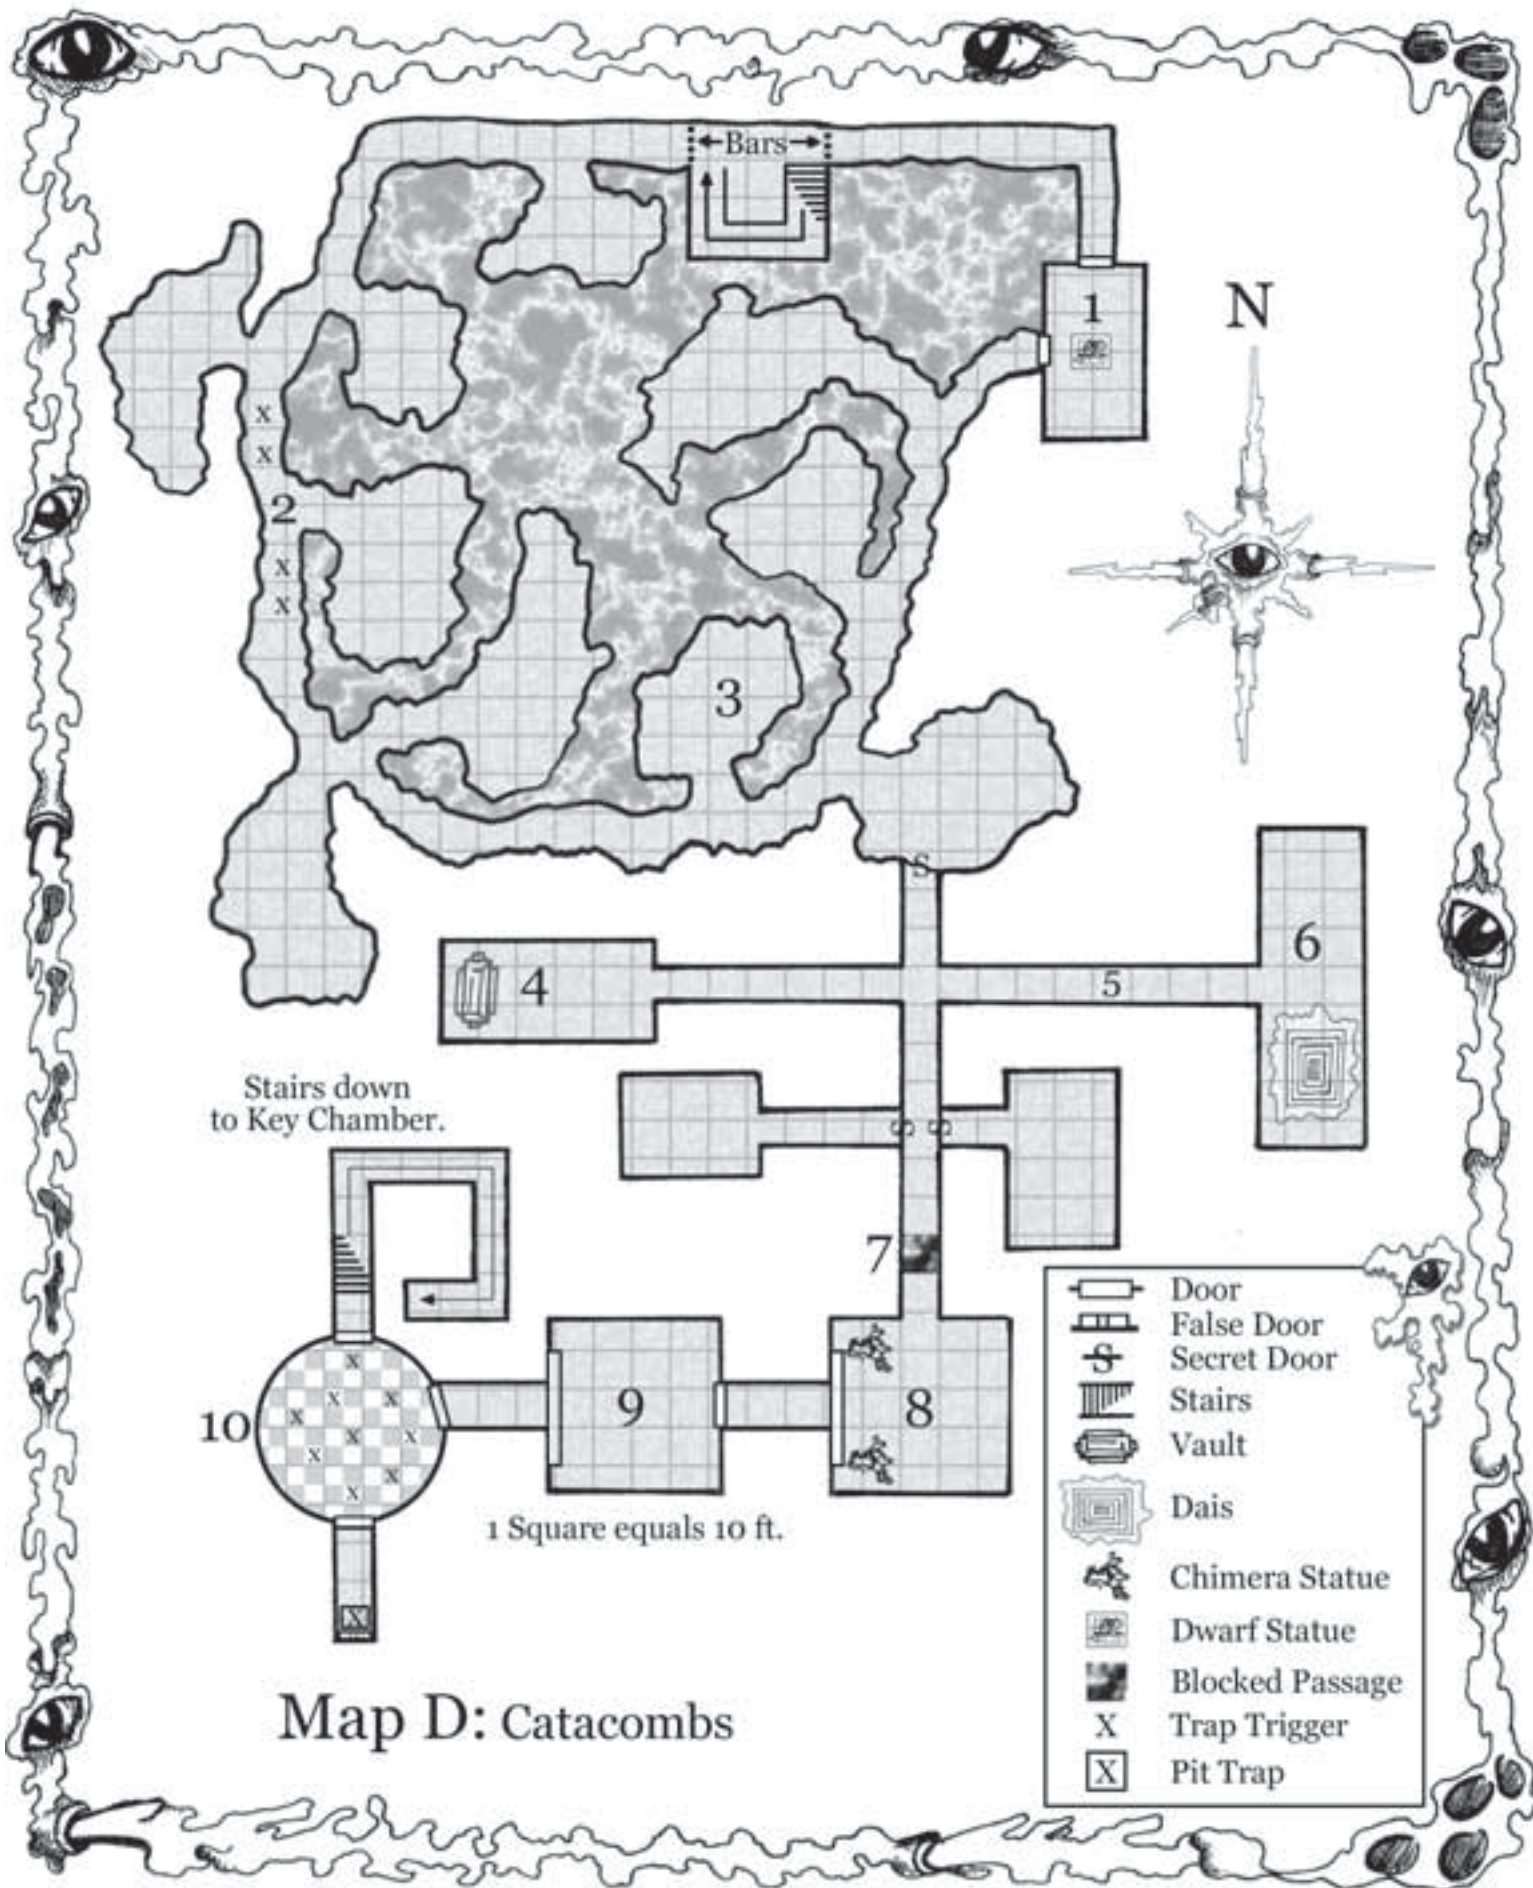 Bars
1
N
x
x
2
x
x
3
S
6
4
5
Stairs down
to Key Chamber.
S S
7
10
x
x
x
x
x
x
x
x
x
9
8
1 Square equals 10 ft.
X
Map D: Catacombs
Door
False Door
S Secret Door
Stairs
Vault
Dais
Chimera Statue
Dwarf Statue
Blocked Passage
X Trap Trigger
X Pit Trap